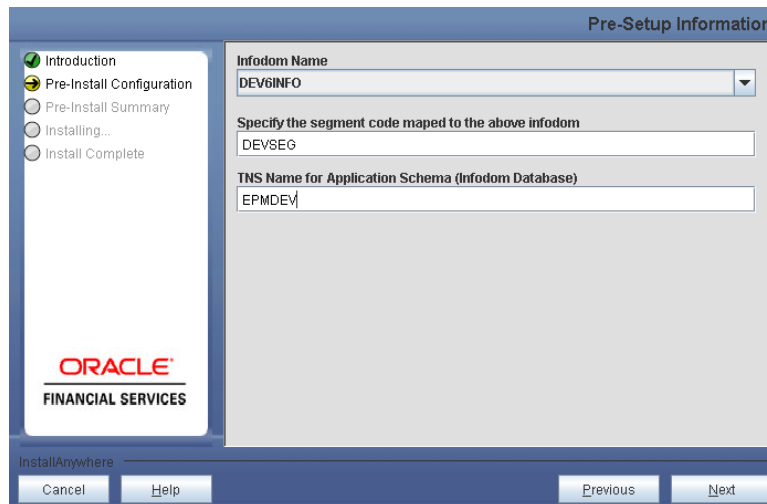 Pre-Setup Information
Introduction
Pre-Install Configuration
Pre-Install Summary
Installing...
Install Complete
Infodom Name
DEV6INFO
Specify the segment code maped to the above infodom
DEVSEG
TNS Name for Application Schema (Infodom Database)
EPMDEV
ORACLE
FINANCIAL SERVICES
InstallAnywhere
Cancel Help Previous Next